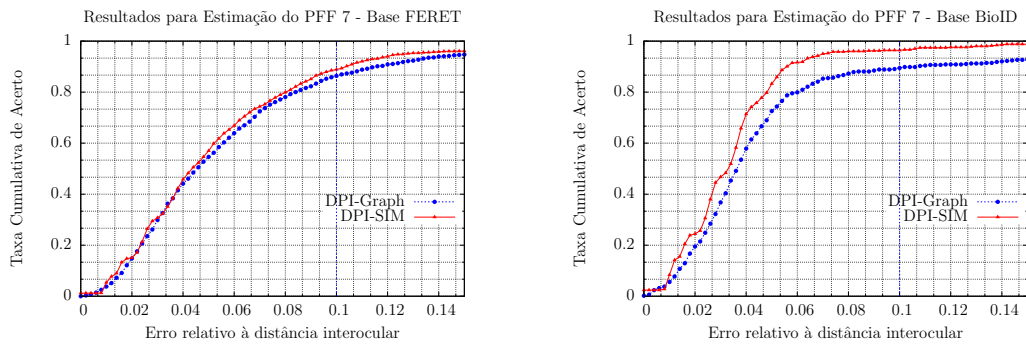 Resultados para Estimação do PFF 7 - Base FERET
1
0.8
0.6
0.4
0.2
0
Taxa Cumulativa de Acerto
DPI-Graph
DPI-SIM
0 0.02 0.04 0.06 0.08 0.1 0.12 0.14
Erro relativo à distância interocular
Resultados para Estimação do PFF 7 - Base BioID
1
0.8
0.6
0.4
0.2
0
Taxa Cumulativa de Acerto
DPI-Graph
DPI-SIM
0 0.02 0.04 0.06 0.08 0.1 0.12 0.14
Erro relativo à distância interocular